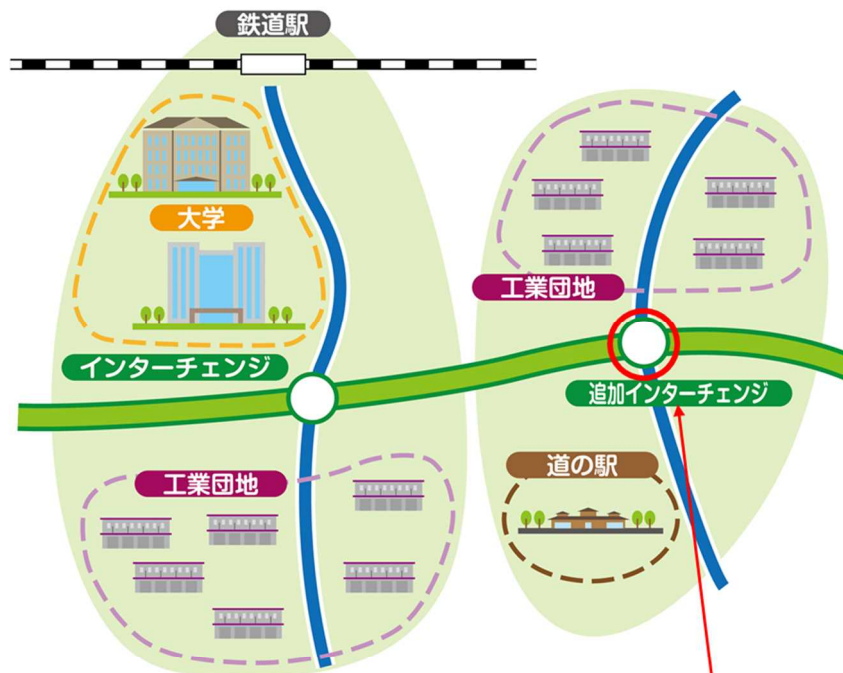 鉄道駅
大学
工業団地
インターチェンジ
追加インターチェンジ
工業団地
道の駅